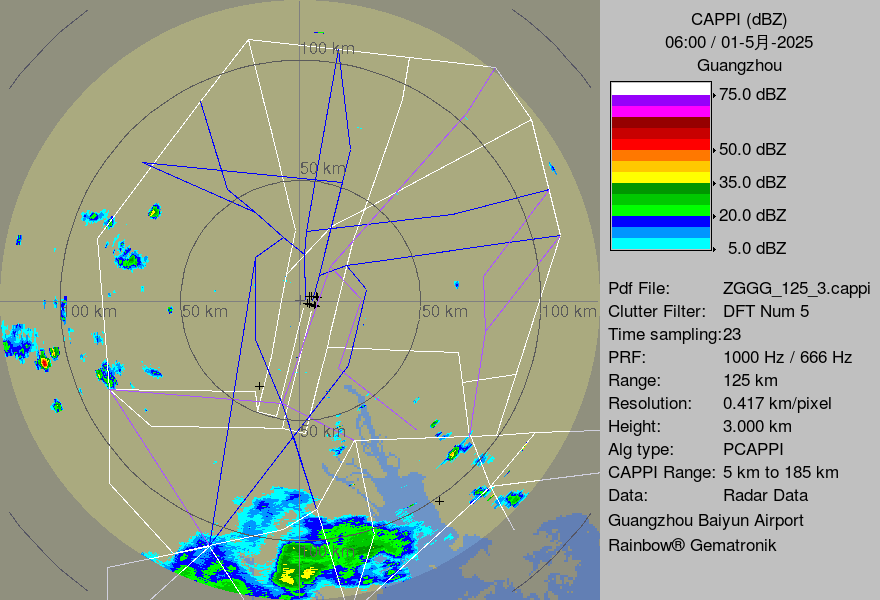 CAPPI (dBZ)
06:00 / 01-5月-2025
Guangzhou
75.0 dBZ
50.0 dBZ
35.0 dBZ
20.0 dBZ
5.0 dBZ
Pdf File: ZGGG_125_3.cappi
Clutter Filter: DFT Num 5
Time sampling:23
PRF: 1000 Hz / 666 Hz
Range: 125 km
Resolution: 0.417 km/pixel
Height: 3.000 km
Alg type: PCAPPI
CAPPI Range: 5 km to 185 km
Data: Radar Data
Guangzhou Baiyun Airport
Rainbow® Gematronik
100 km
50 km
100 km
50 km
50 km
100 km
50 km
100 km